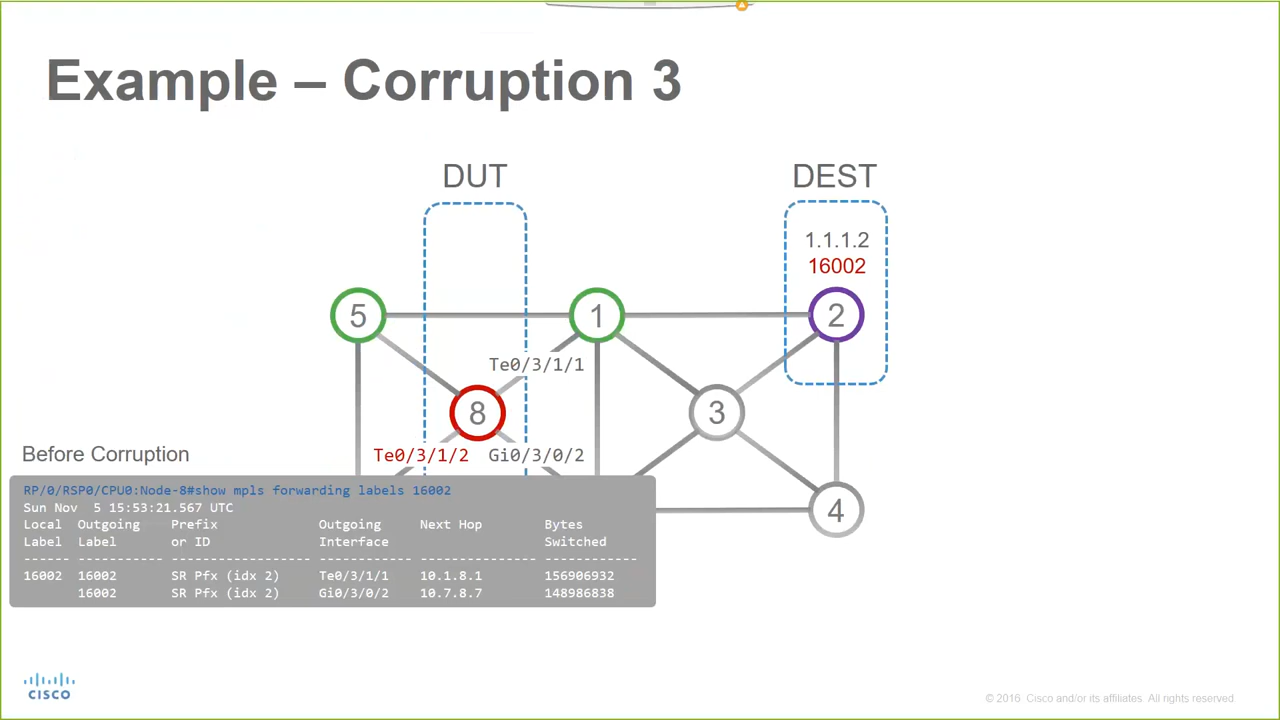 Example – Corruption 3
DUT
DEST
1.1.1.2
16002
5
1
2
Te0/3/1/1
8
3
Before Corruption
Te0/3/1/2
Gi0/3/0/2
RP/0/RSP0/CPU0:Node-8#show mpls forwarding labels 16002
Sun Nov  5 15:53:21.567 UTC
Local  Outgoing    Prefix             Outgoing     Next Hop        Bytes
Label  Label       or ID              Interface                    Switched
------ ----------- ------------------ ------------ --------------- ------------
16002  16002       SR Pfx (idx 2)     Te0/3/1/1    10.1.8.1        156906932
       16002       SR Pfx (idx 2)     Gi0/3/0/2    10.7.8.7        148986838
4
CISCO
© 2016 Cisco and/or its affiliates. All rights reserved